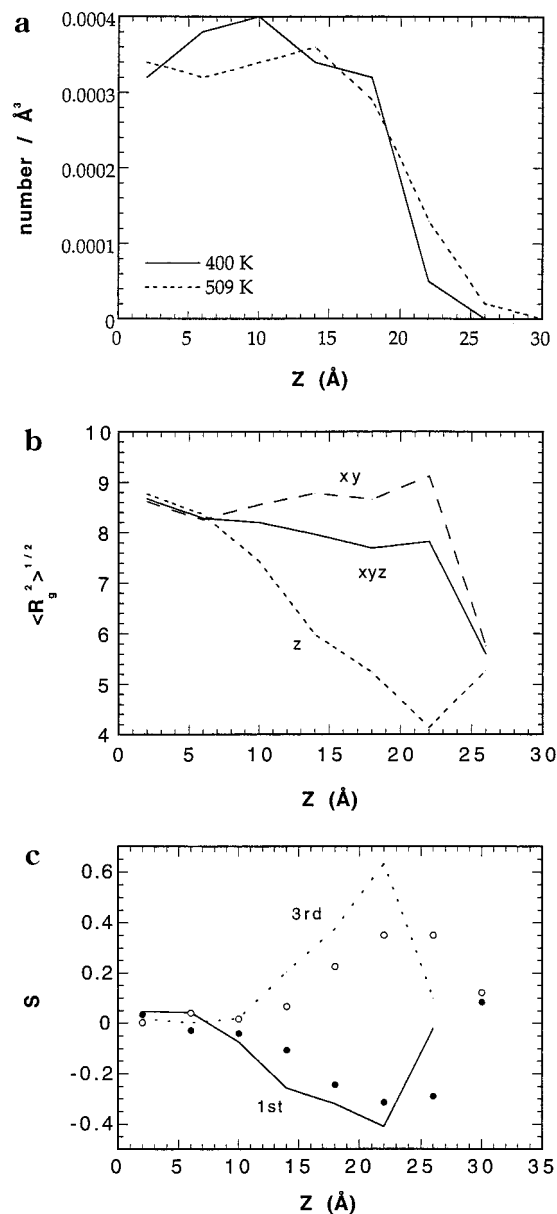 a
0.0004
0.0003
0.0002
0.0001
0
number / Å³
400 K
509 K
0 5 10 15 20 25 30
Z (Å)
b
10
9
8
7
6
5
4
<R_g²>^1/2
xy
xyz
z
0 5 10 15 20 25 30
Z (Å)
c
0.6
0.4
0.2
0
-0.2
-0.4
S
3rd
1st
0 5 10 15 20 25 30 35
Z (Å)